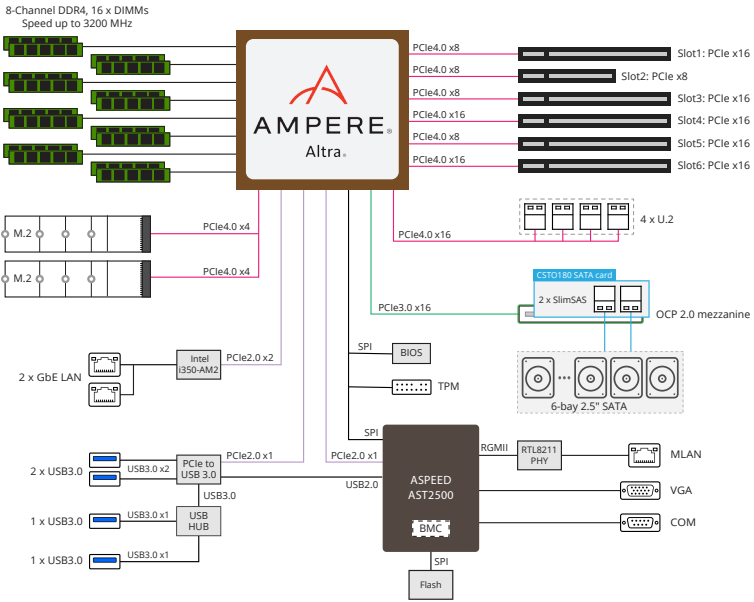 8-Channel DDR4, 16 x DIMMs
Speed up to 3200 MHz
AMPERE®
Altra®
PCIe4.0 x8
Slot1: PCIe x16
PCIe4.0 x8
Slot2: PCIe x8
PCIe4.0 x8
Slot3: PCIe x16
PCIe4.0 x16
Slot4: PCIe x16
PCIe4.0 x8
Slot5: PCIe x16
PCIe4.0 x16
Slot6: PCIe x16
M.2
PCIe4.0 x4
PCIe4.0 x16
4 x U.2
M.2
PCIe4.0 x4
CSTO180 SATA card
2 x SlimSAS
PCIe3.0 x16
OCP 2.0 mezzanine
2 x GbE LAN
Intel
i350-AM2
PCIe2.0 x2
SPI
BIOS
TPM
6-bay 2.5" SATA
SPI
2 x USB3.0
USB3.0 x2
PCIe to
USB 3.0
PCIe2.0 x1
PCIe2.0 x1
USB2.0
ASPEED
AST2500
BMC
RGMII
RTL8211
PHY
MLAN
USB3.0
1 x USB3.0
USB3.0 x1
USB
HUB
VGA
COM
1 x USB3.0
USB3.0 x1
SPI
Flash